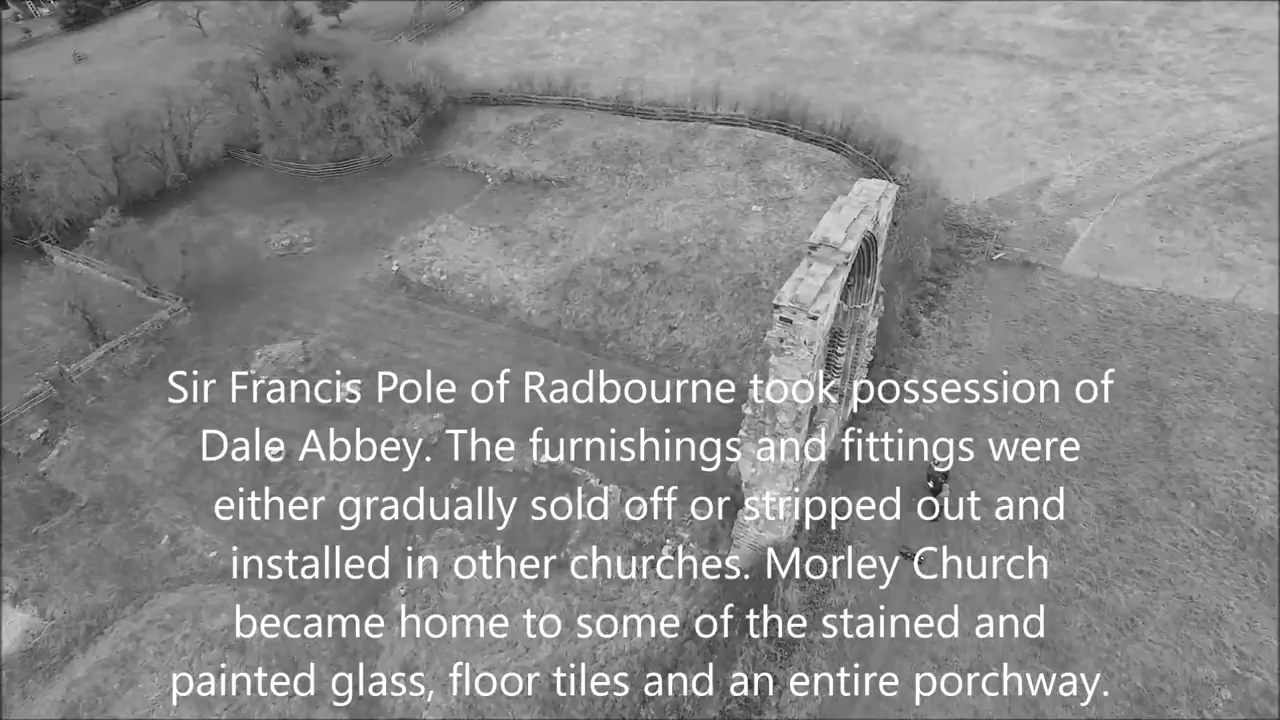 Sir Francis Pole of Radbourne took possession of
Dale Abbey. The furnishings and fittings were
either gradually sold off or stripped out and
installed in other churches. Morley Church
became home to some of the stained and
painted glass, floor tiles and an entire porchway.